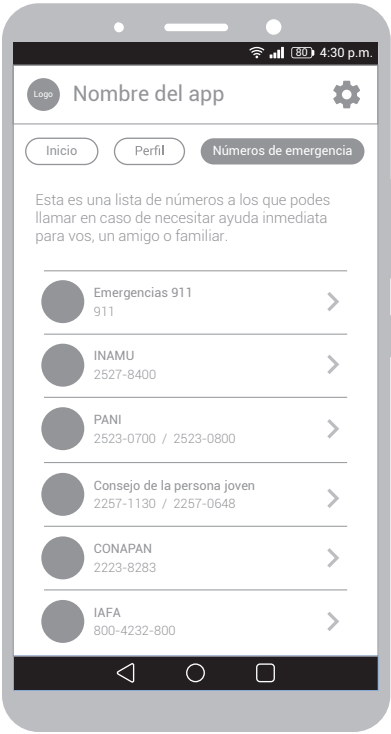 80 4:30 p.m.
Logo Nombre del app
Inicio Perfil Números de emergencia
Esta es una lista de números a los que podes
llamar en caso de necesitar ayuda inmediata
para vos, un amigo o familiar.
Emergencias 911
911
INAMU
2527-8400
PANI
2523-0700 / 2523-0800
Consejo de la persona joven
2257-1130 / 2257-0648
CONAPAN
2223-8283
IAFA
800-4232-800